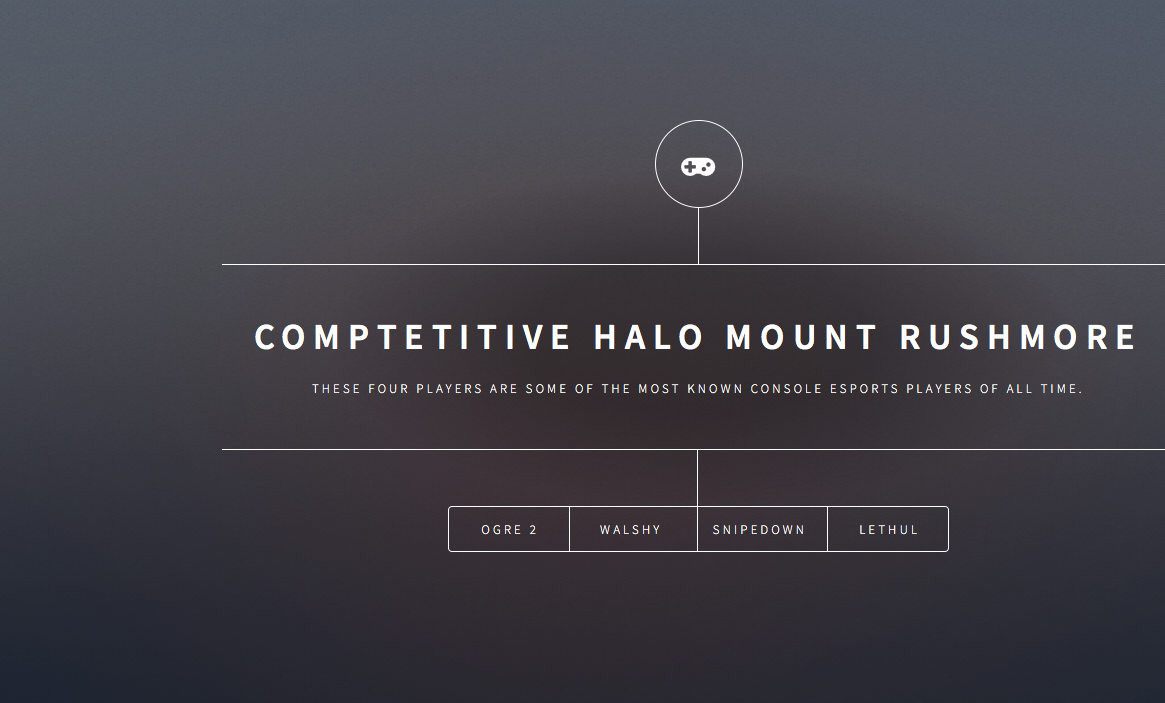 COMPTETITIVE HALO MOUNT RUSHMORE
THESE FOUR PLAYERS ARE SOME OF THE MOST KNOWN CONSOLE ESPORTS PLAYERS OF ALL TIME.
OGRE 2 WALSHY SNIPEDOWN LETHUL